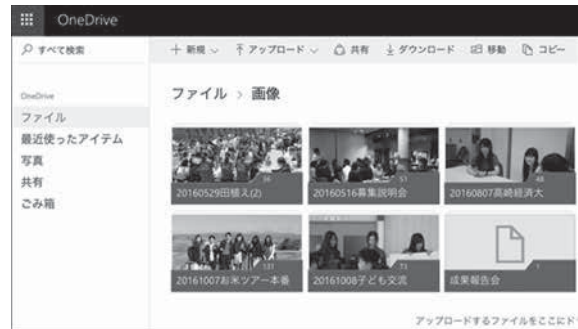 OneDrive
すべて検索
新規 アップロード 共有 ダウンロード 移動 コピー
OneDrive
ファイル
最近使ったアイテム
写真
共有
ごみ箱
ファイル > 画像
20160529田植え(2)
51
20160516募集説明会
48
20160807高崎経済大
131
20161007お米ツアー本番
73
20161008子ども交流
1
成果報告会
アップロードするファイルをここにド